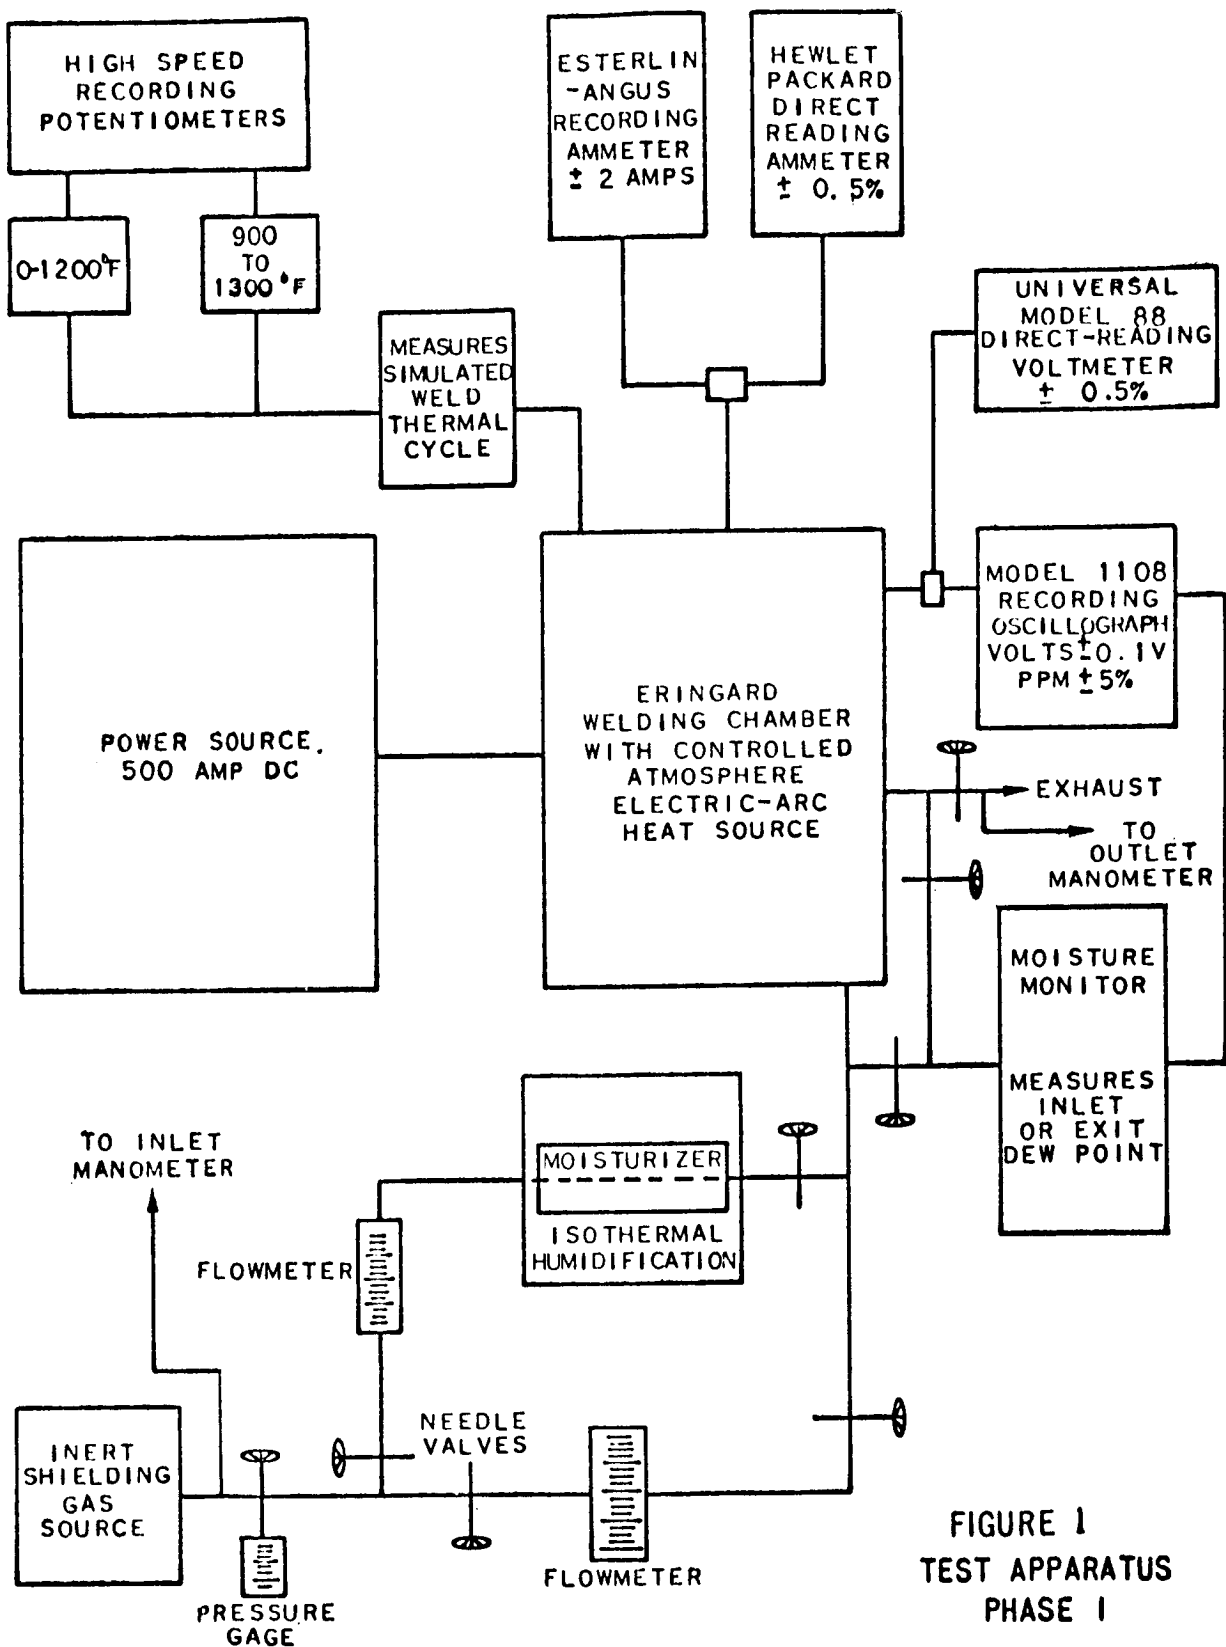 HIGH SPEED
RECORDING
POTENTIOMETERS
0-1200°F
900
TO
1300°F
ESTERLIN
-ANGUS
RECORDING
AMMETER
± 2 AMPS
HEWLET
PACKARD
DIRECT
READING
AMMETER
± 0.5%
MEASURES
SIMULATED
WELD
THERMAL
CYCLE
UNIVERSAL
MODEL 88
DIRECT-READING
VOLTMETER
± 0.5%
POWER SOURCE.
500 AMP DC
ERINGARD
WELDING CHAMBER
WITH CONTROLLED
ATMOSPHERE
ELECTRIC-ARC
HEAT SOURCE
MODEL 1108
RECORDING
OSCILLOGRAPH
VOLTS ±0.1V
PPM ±5%
EXHAUST
TO
OUTLET
MANOMETER
MOISTURE
MONITOR
MEASURES
INLET
OR EXIT
DEW POINT
TO INLET
MANOMETER
MOISTURIZER
ISOTHERMAL
HUMIDIFICATION
FLOWMETER
NEEDLE
VALVES
INERT
SHIELDING
GAS
SOURCE
PRESSURE
GAGE
FLOWMETER
FIGURE 1
TEST APPARATUS
PHASE I